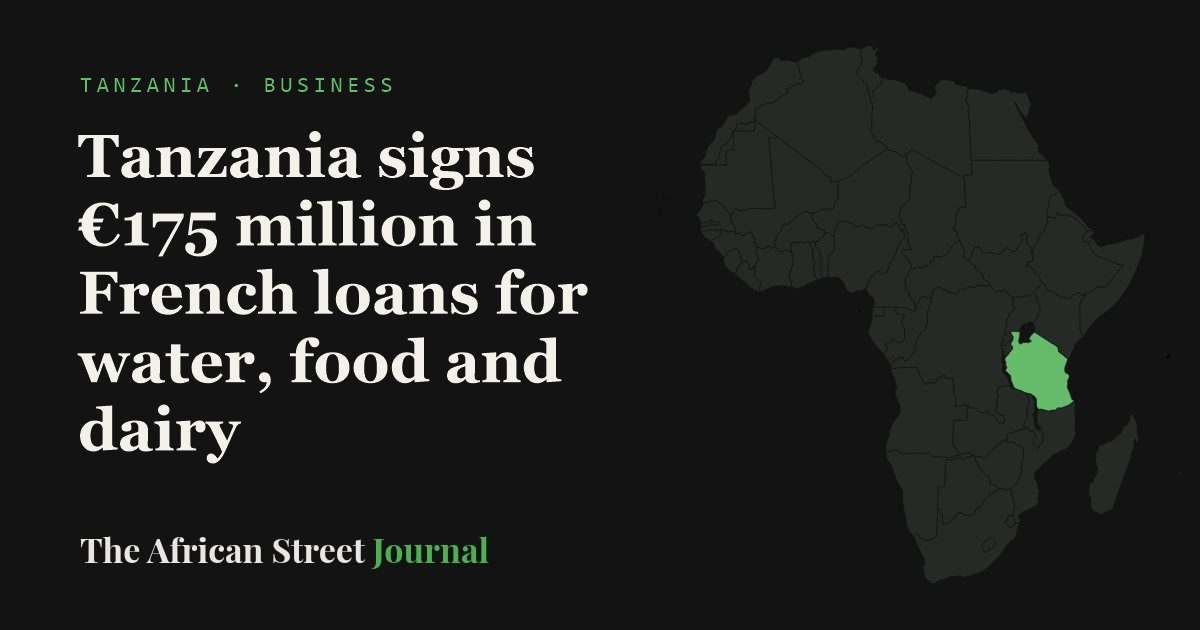 TANZANIA · BUSINESS
Tanzania signs
€175 million in
French loans for
water, food and
dairy
The African Street Journal